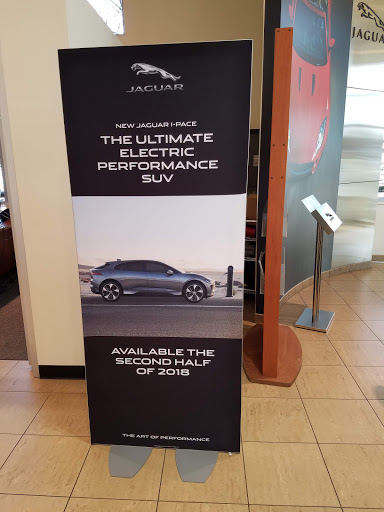 JAGUAR
NEW JAGUAR I-PACE
THE ULTIMATE
ELECTRIC
PERFORMANCE
SUV
AVAILABLE THE
SECOND HALF
OF 2018
THE ART OF PERFORMANCE
JAGUAR